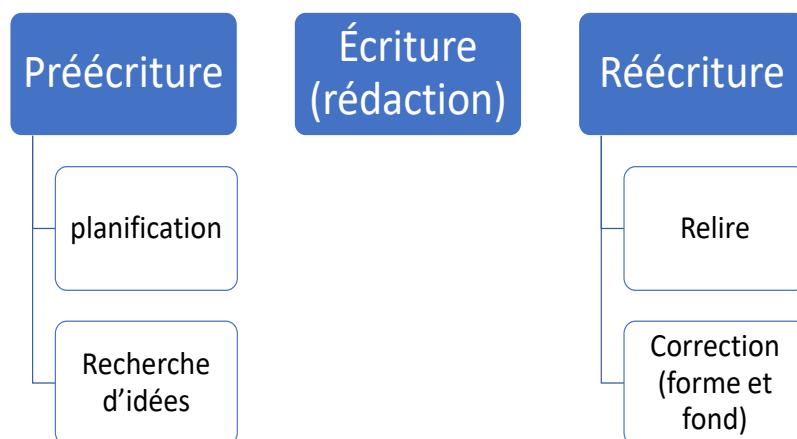 Préécriture
planification
Recherche
d’idées
Écriture
(rédaction)
Réécriture
Relire
Correction
(forme et
fond)